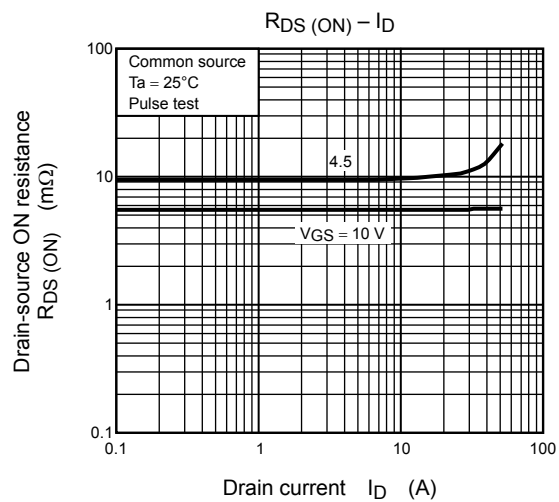 RDS (ON) – ID
Common source
Ta = 25°C
Pulse test
100
10
1
0.1
4.5
VGS = 10 V
0.1
1
10
100
Drain-source ON resistance
RDS (ON) (mΩ)
Drain current ID (A)